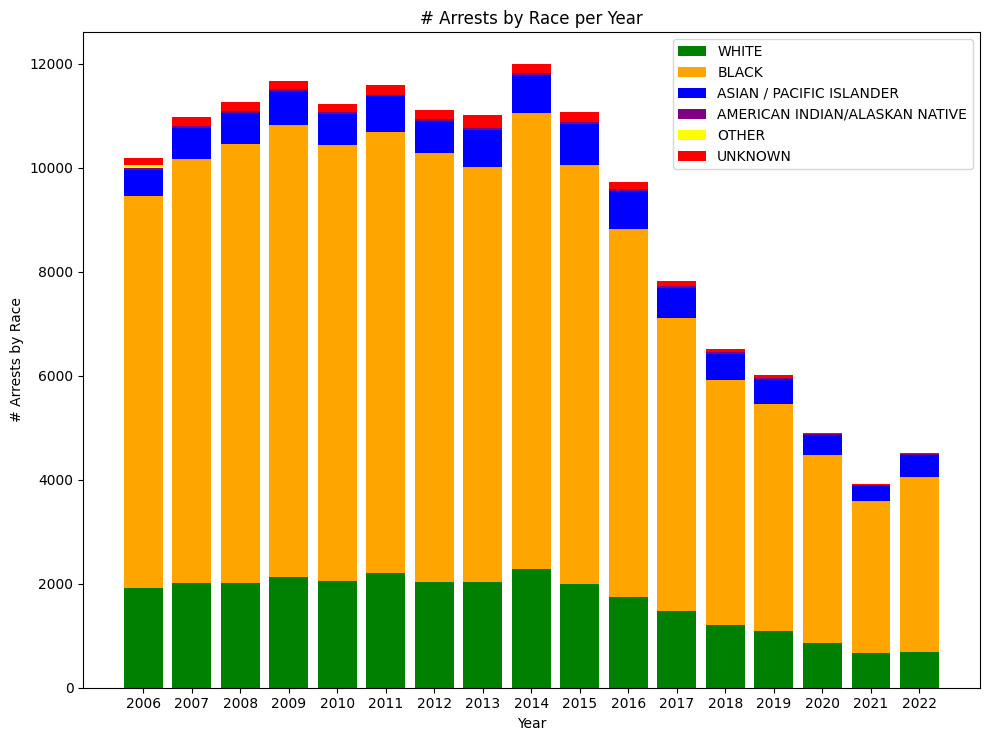 # Arrests by Race per Year
WHITE
BLACK
ASIAN / PACIFIC ISLANDER
AMERICAN INDIAN/ALASKAN NATIVE
OTHER
UNKNOWN
# Arrests by Race
12000
10000
8000
6000
4000
2000
0
2006 2007 2008 2009 2010 2011 2012 2013 2014 2015 2016 2017 2018 2019 2020 2021 2022
Year